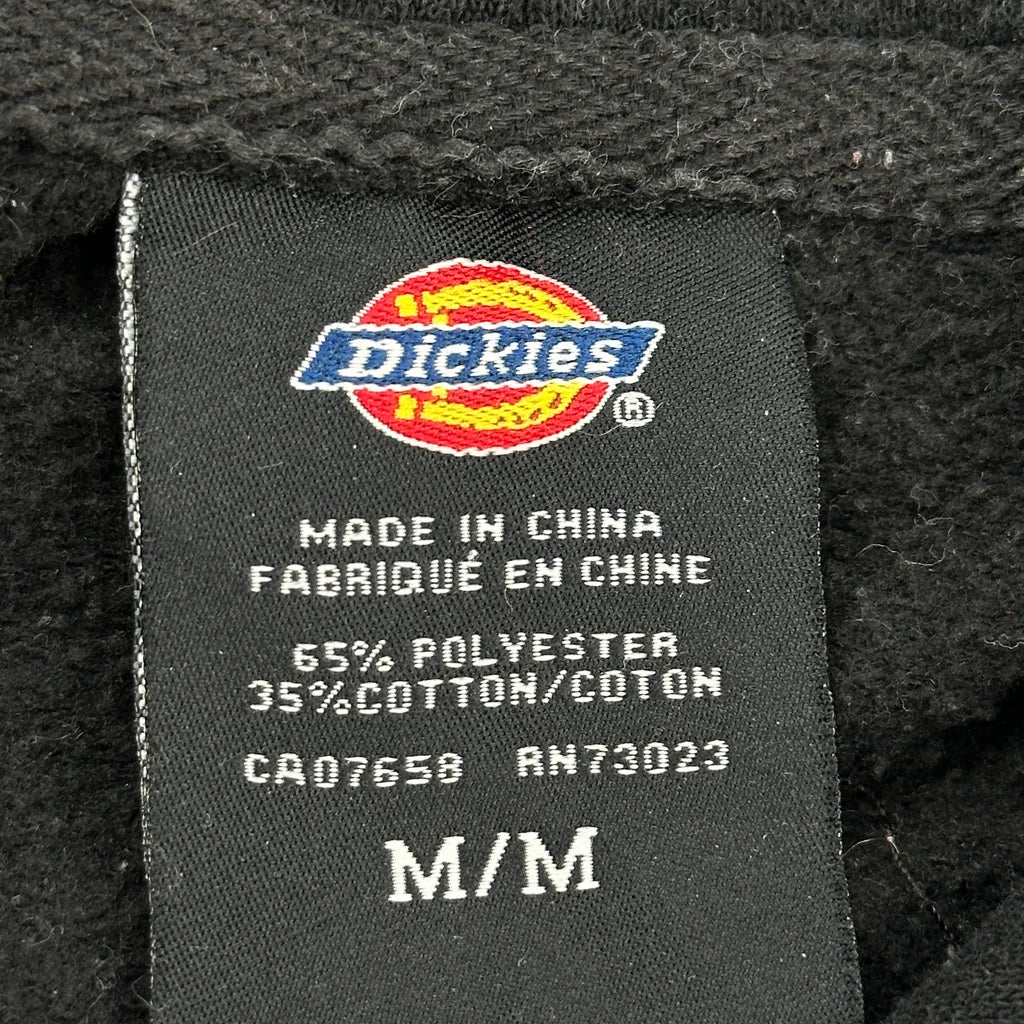 Dickies
®
MADE IN CHINA
FABRIQUÉ EN CHINE
65% POLYESTER
35%COTTON/COTON
CA07658 RN73023
M/M